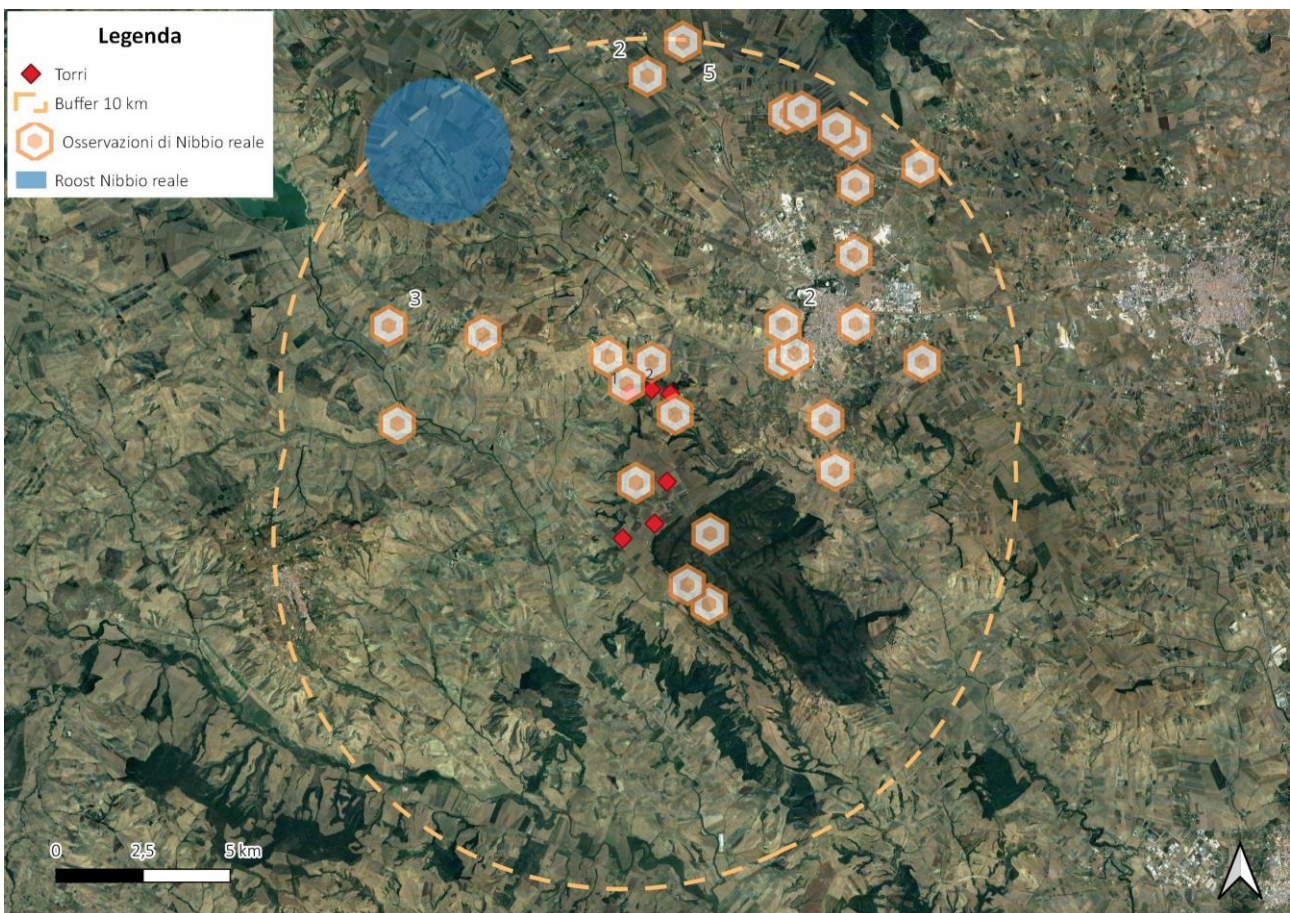 Legenda
Torri
Buffer 10 km
Osservazioni di Nibbio reale
Roost Nibbio reale
2
5
3
2
1
2
0
2,5
5 km